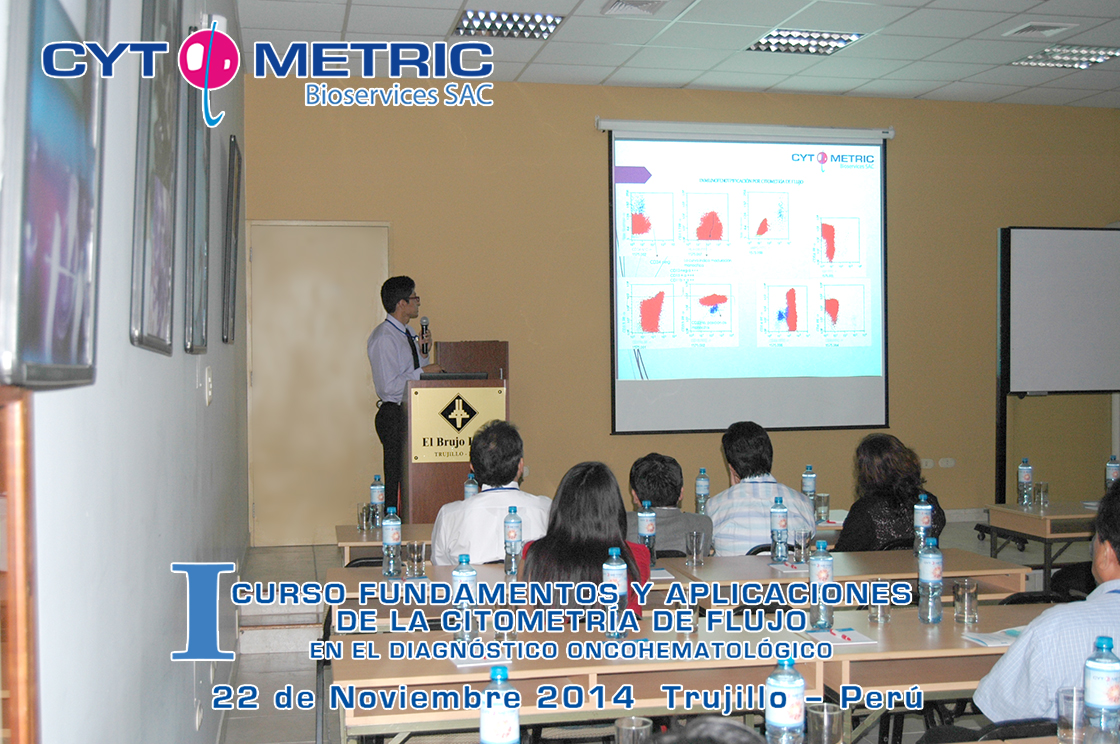 CYTOMETRIC
Bioservices SAC
CYTOMETRIC
Bioservices SAC
El Brujo
TRUJILLO
I CURSO FUNDAMENTOS Y APLICACIONES
DE LA CITOMETRÍA DE FLUJO
EN EL DIAGNÓSTICO ONCOHEMATOLÓGICO
22 de Noviembre 2014 Trujillo – Perú